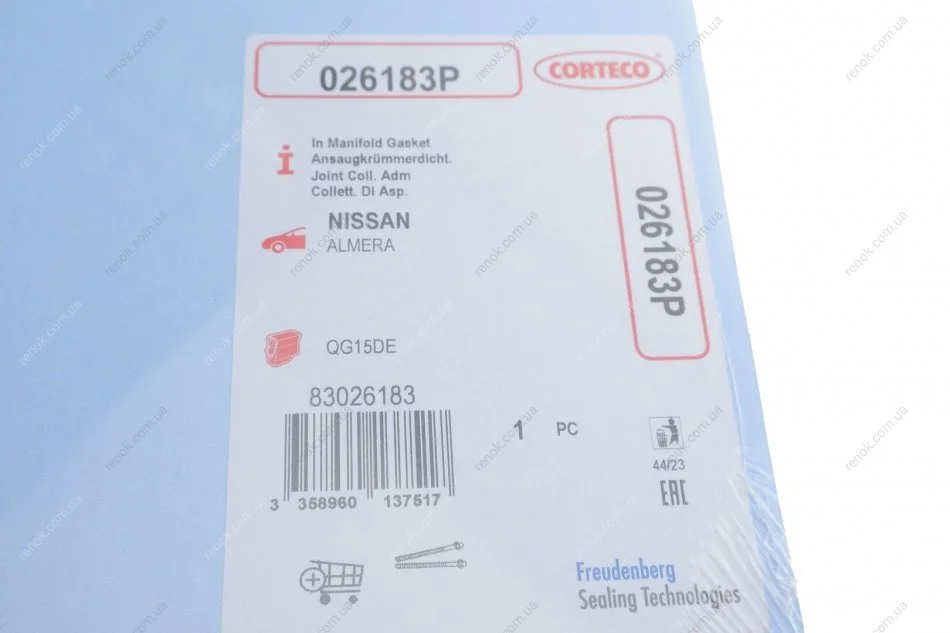 026183P
CORTECO
In Manifold Gasket
Ansaugkrümmerdicht.
Joint Coll. Adm
Collett. Di Asp.
NISSAN
ALMERA
026183P
QG15DE
83026183
3 358960 137517
1 PC
44/23
EAC
Freudenberg
Sealing Technologies
renok.com.ua